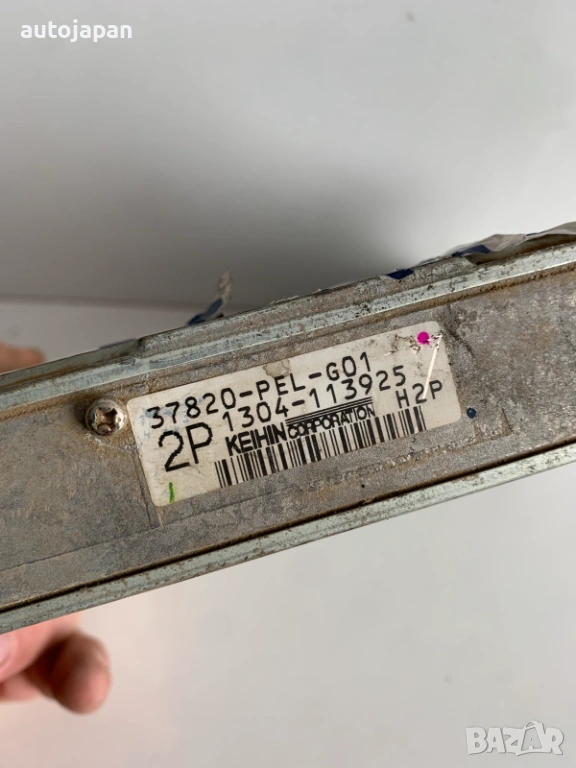 autojapan
37820-PEL-G01
2P 1304-113925
KEIHIN CORPORATION H2P
BAZAR